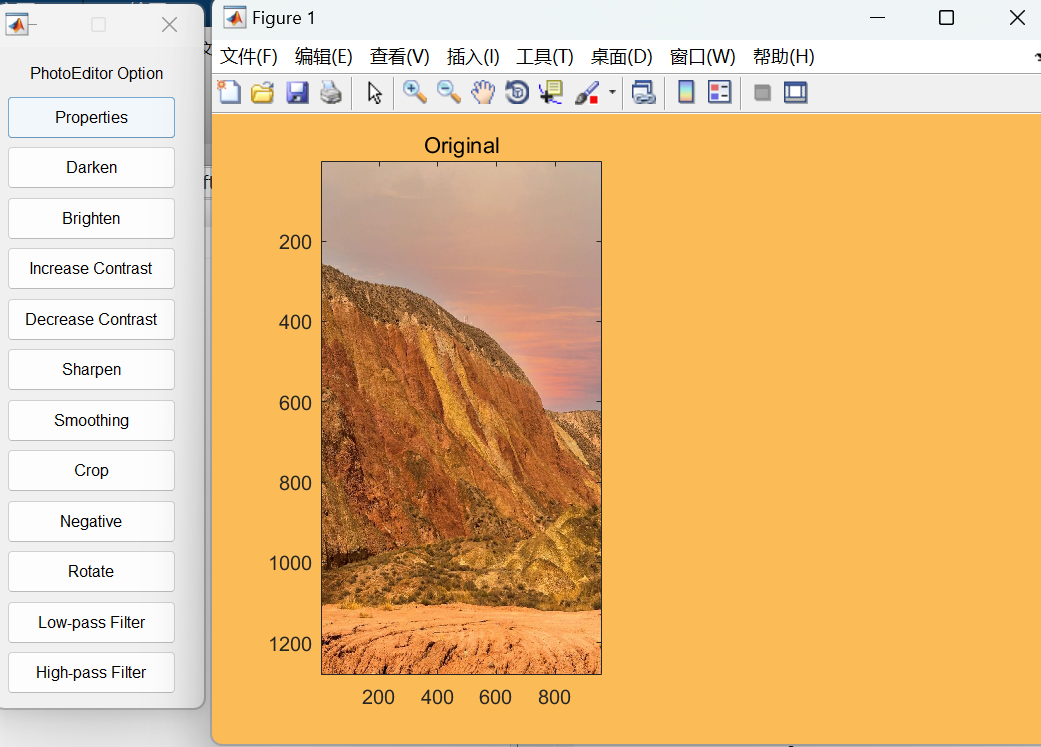 PhotoEditor Option
Properties
Darken
Brighten
Increase Contrast
Decrease Contrast
Sharpen
Smoothing
Crop
Negative
Rotate
Low-pass Filter
High-pass Filter
Figure 1
文件(F) 编辑(E) 查看(V) 插入(I) 工具(T) 桌面(D) 窗口(W) 帮助(H)
Original
200
400
600
800
1000
1200
200 400 600 800